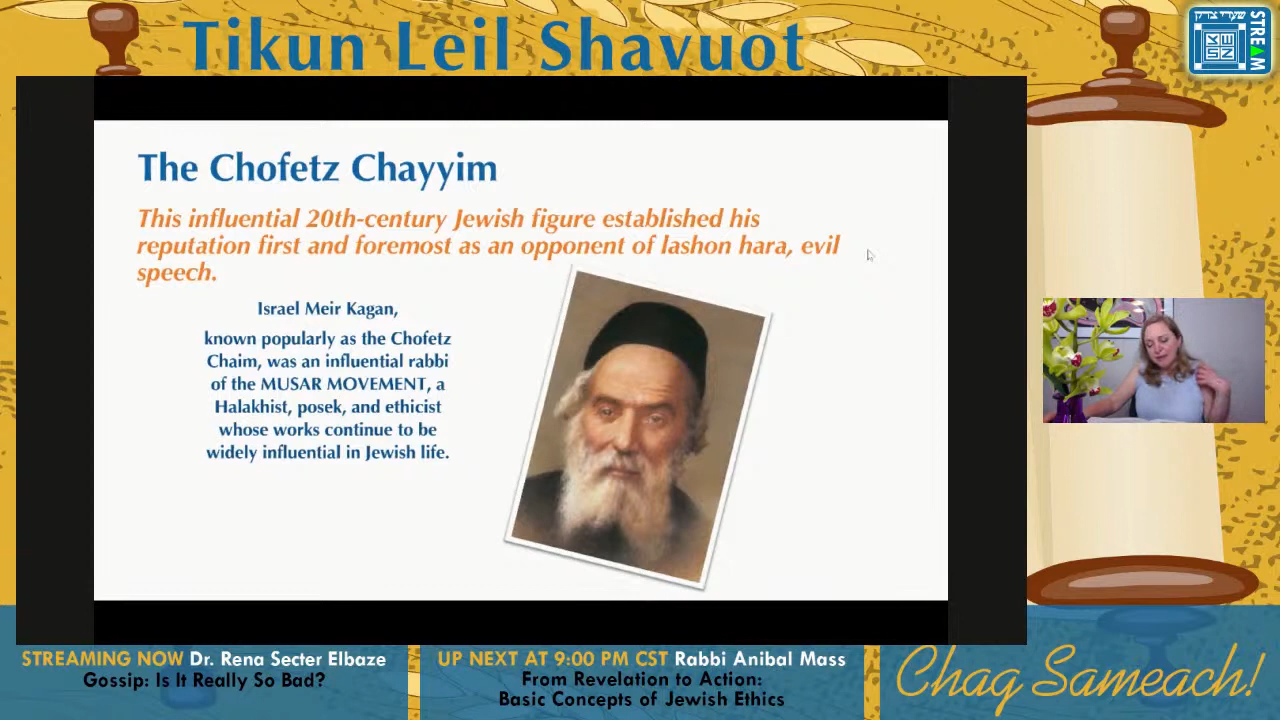 Tikun Leil Shavuot
שערי צדק
STREAM
The Chofetz Chayyim
This influential 20th-century Jewish figure established his
reputation first and foremost as an opponent of lashon hara, evil
speech.
Israel Meir Kagan,
known popularly as the Chofetz
Chaim, was an influential rabbi
of the MUSAR MOVEMENT, a
Halakhist, posek, and ethicist
whose works continue to be
widely influential in Jewish life.
STREAMING NOW Dr. Rena Secter Elbaze
Gossip: Is It Really So Bad?
UP NEXT AT 9:00 PM CST Rabbi Anibal Mass
From Revelation to Action:
Basic Concepts of Jewish Ethics
Chag Sameach!